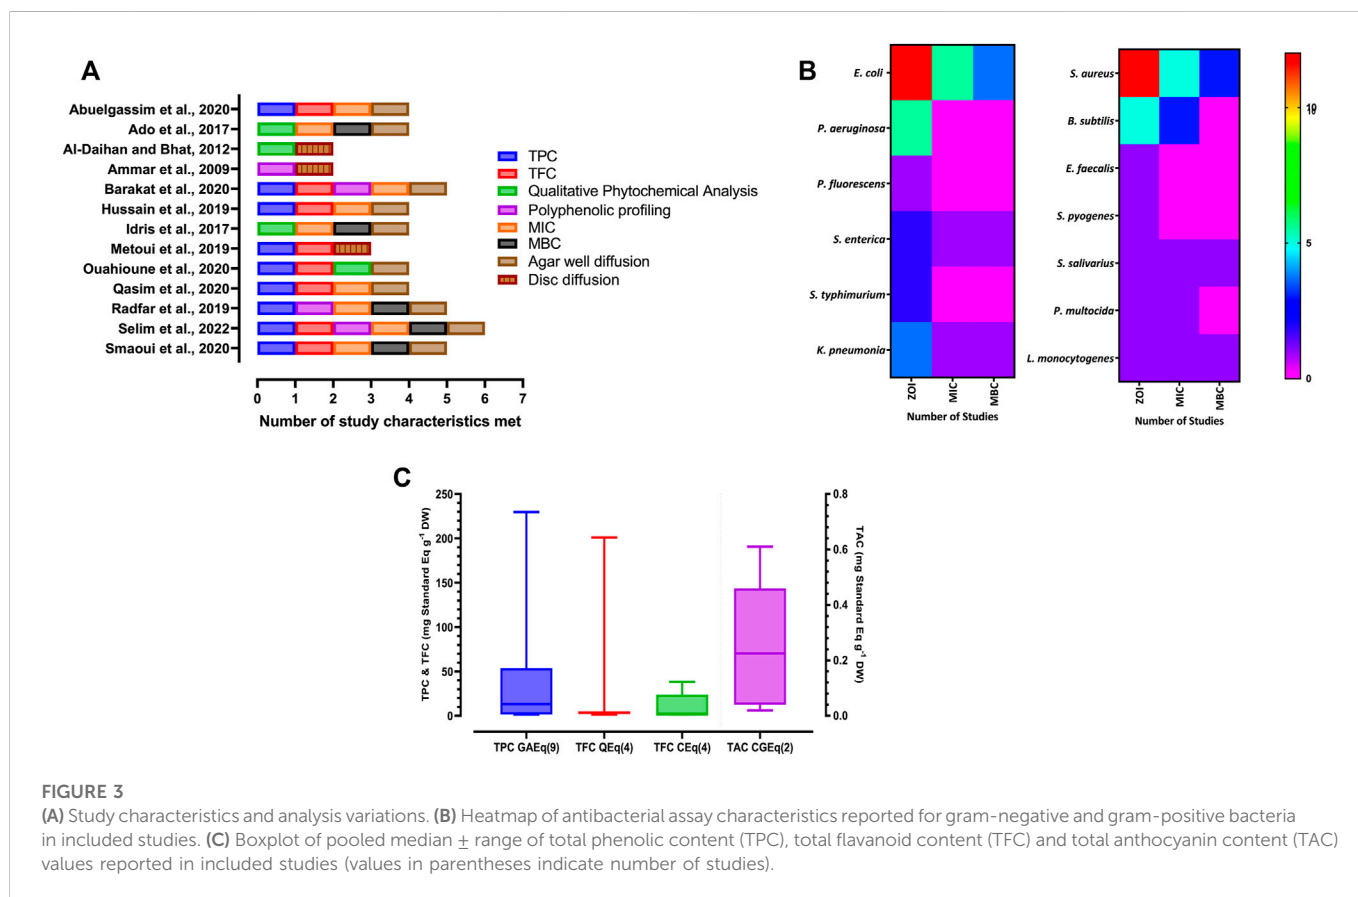 A
Abuelgassim et al., 2020
Ado et al., 2017
Al-Daihan and Bhat, 2012
Ammar et al., 2009
Barakat et al., 2020
Hussain et al., 2019
Idris et al., 2017
Metoui et al., 2019
Ouahioune et al., 2020
Qasim et al., 2020
Radfar et al., 2019
Selim et al., 2022
Smaoui et al., 2020
0 1 2 3 4 5 6 7
Number of study characteristics met
TPC
TFC
Qualitative Phytochemical Analysis
Polyphenolic profiling
MIC
MBC
Agar well diffusion
Disc diffusion
B
E. coli
P. aeruginosa
P. fluorescens
S. enterica
S. typhimurium
K. pneumonia
ZOI MIC MBC
Number of Studies
S. aureus
B. subtilis
E. faecalis
S. pyogenes
S. salivarius
P. multocida
L. monocytogenes
ZOI MIC MBC
Number of Studies
10
5
0
C
TPC & TFC (mg Standard Eq g-1 DW)
250
200
150
100
50
0
TPC GAEq(9) TFC QEq(4) TFC CEq(4) TAC CGEq(2)
0.8
0.6
0.4
0.2
0.0
TAC (mg Standard Eq g-1 DW)
FIGURE 3
(A) Study characteristics and analysis variations. (B) Heatmap of antibacterial assay characteristics reported for gram-negative and gram-positive bacteria
in included studies. (C) Boxplot of pooled median ± range of total phenolic content (TPC), total flavanoid content (TFC) and total anthocyanin content (TAC)
values reported in included studies (values in parentheses indicate number of studies).